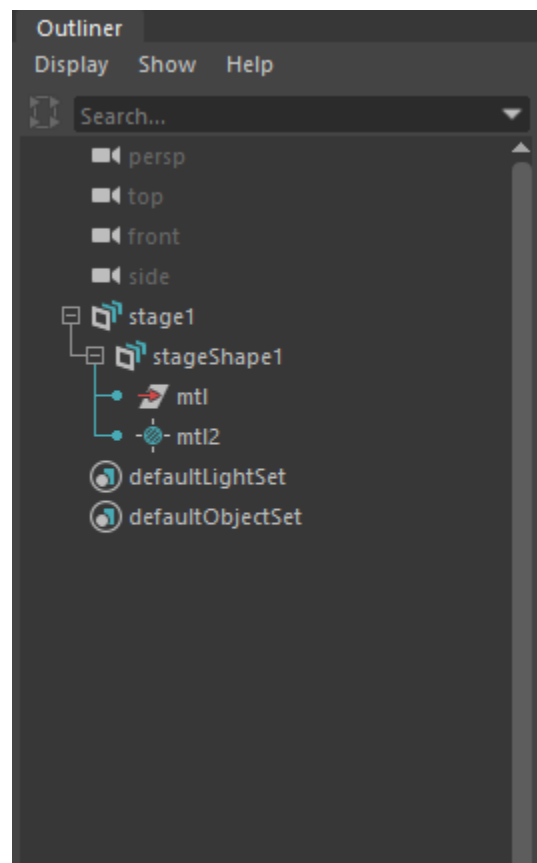 Outliner
Display Show Help
Search...
persp
top
front
side
stage1
stageShape1
mtl
mtl2
defaultLightSet
defaultObjectSet